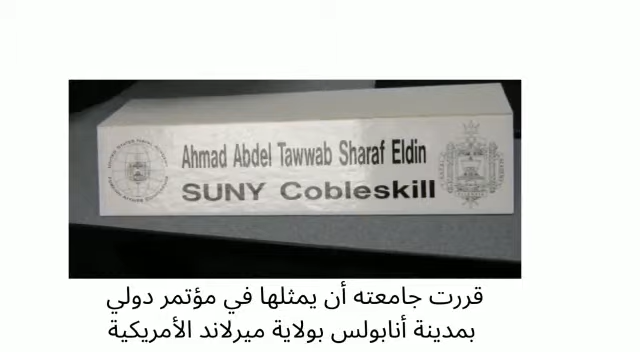 Ahmad Abdel Tawwab Sharaf Eldin
SUNY Cobleskill
قررت جامعته أن يمثلها في مؤتمر دولي
بمدينة أنابولس بولاية ميرلاند الأمريكية